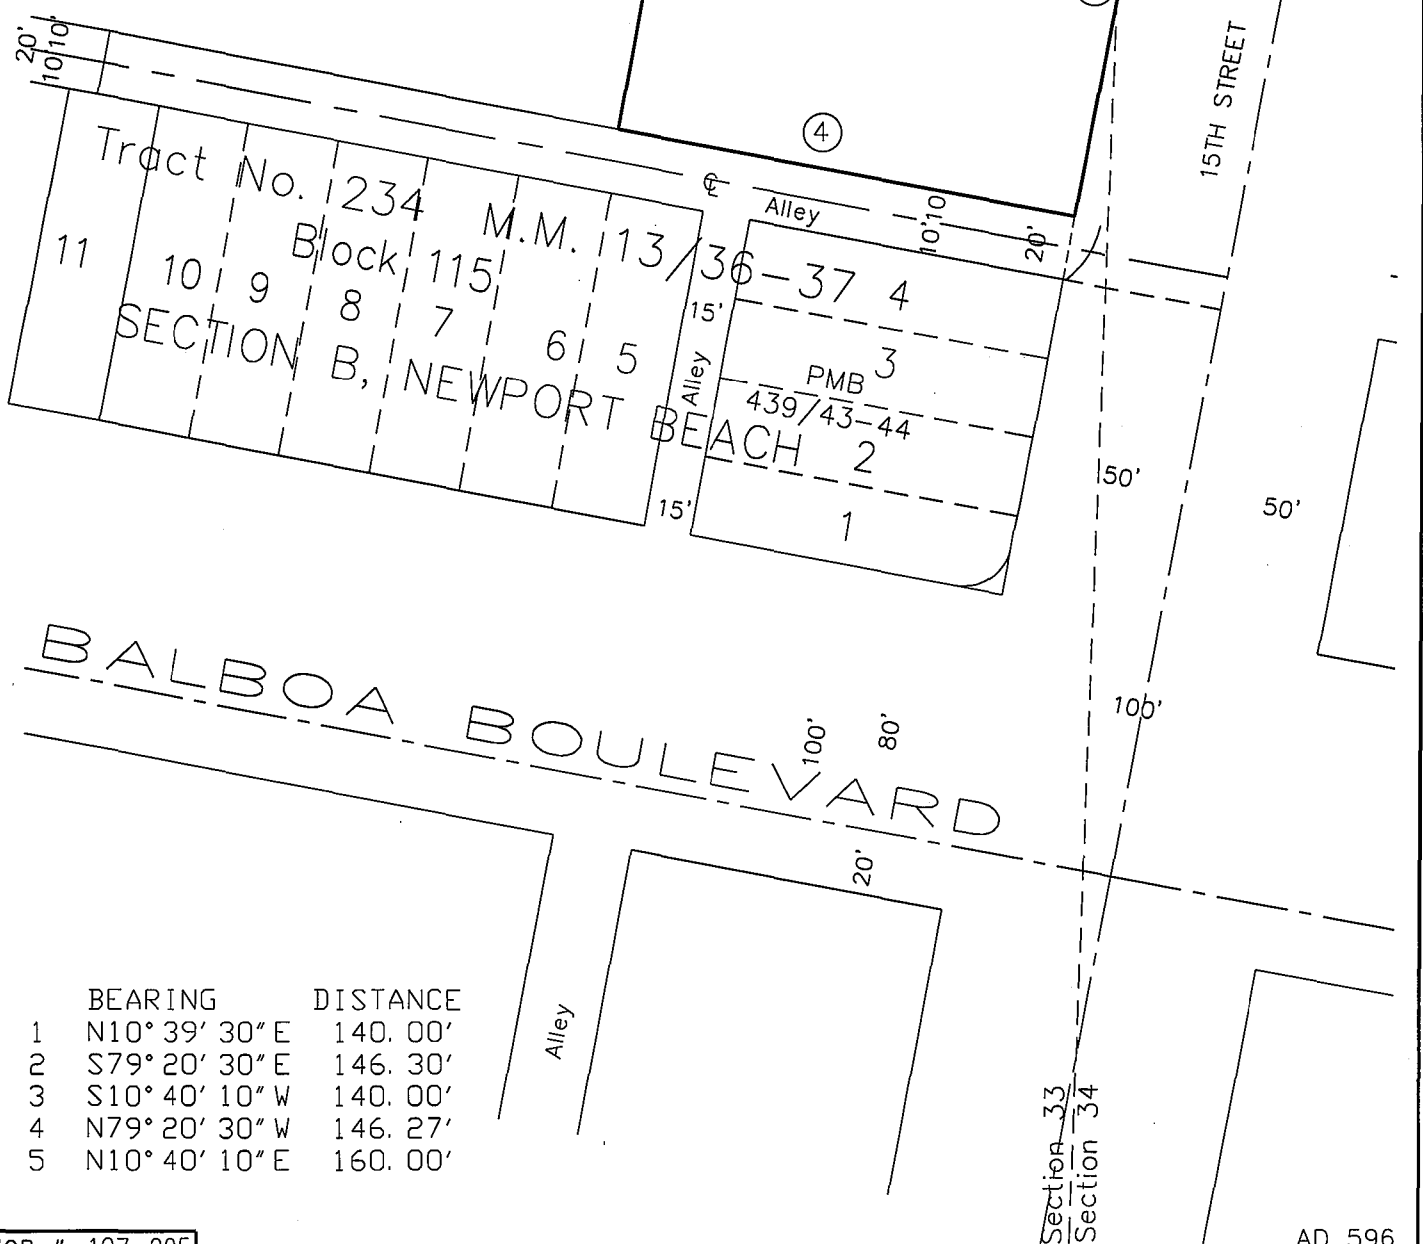 20'
10'10'
15TH STREET
4
℄
Alley
10'10'
20'
Tract No. 234 M.M. 13/36-37
Block 115
SECTION B, NEWPORT BEACH
11
10
9
8
7
6
5
4
3
PMB
439/43-44
2
1
15'
Alley
15'
50'
50'
BALBOA BOULEVARD
100'
80'
100'
20'
Alley
BEARING DISTANCE
1 N10°39'30"E 140.00'
2 S79°20'30"E 146.30'
3 S10°40'10"W 140.00'
4 N79°20'30"W 146.27'
5 N10°40'10"E 160.00'
Section 33
Section 34
AD 596